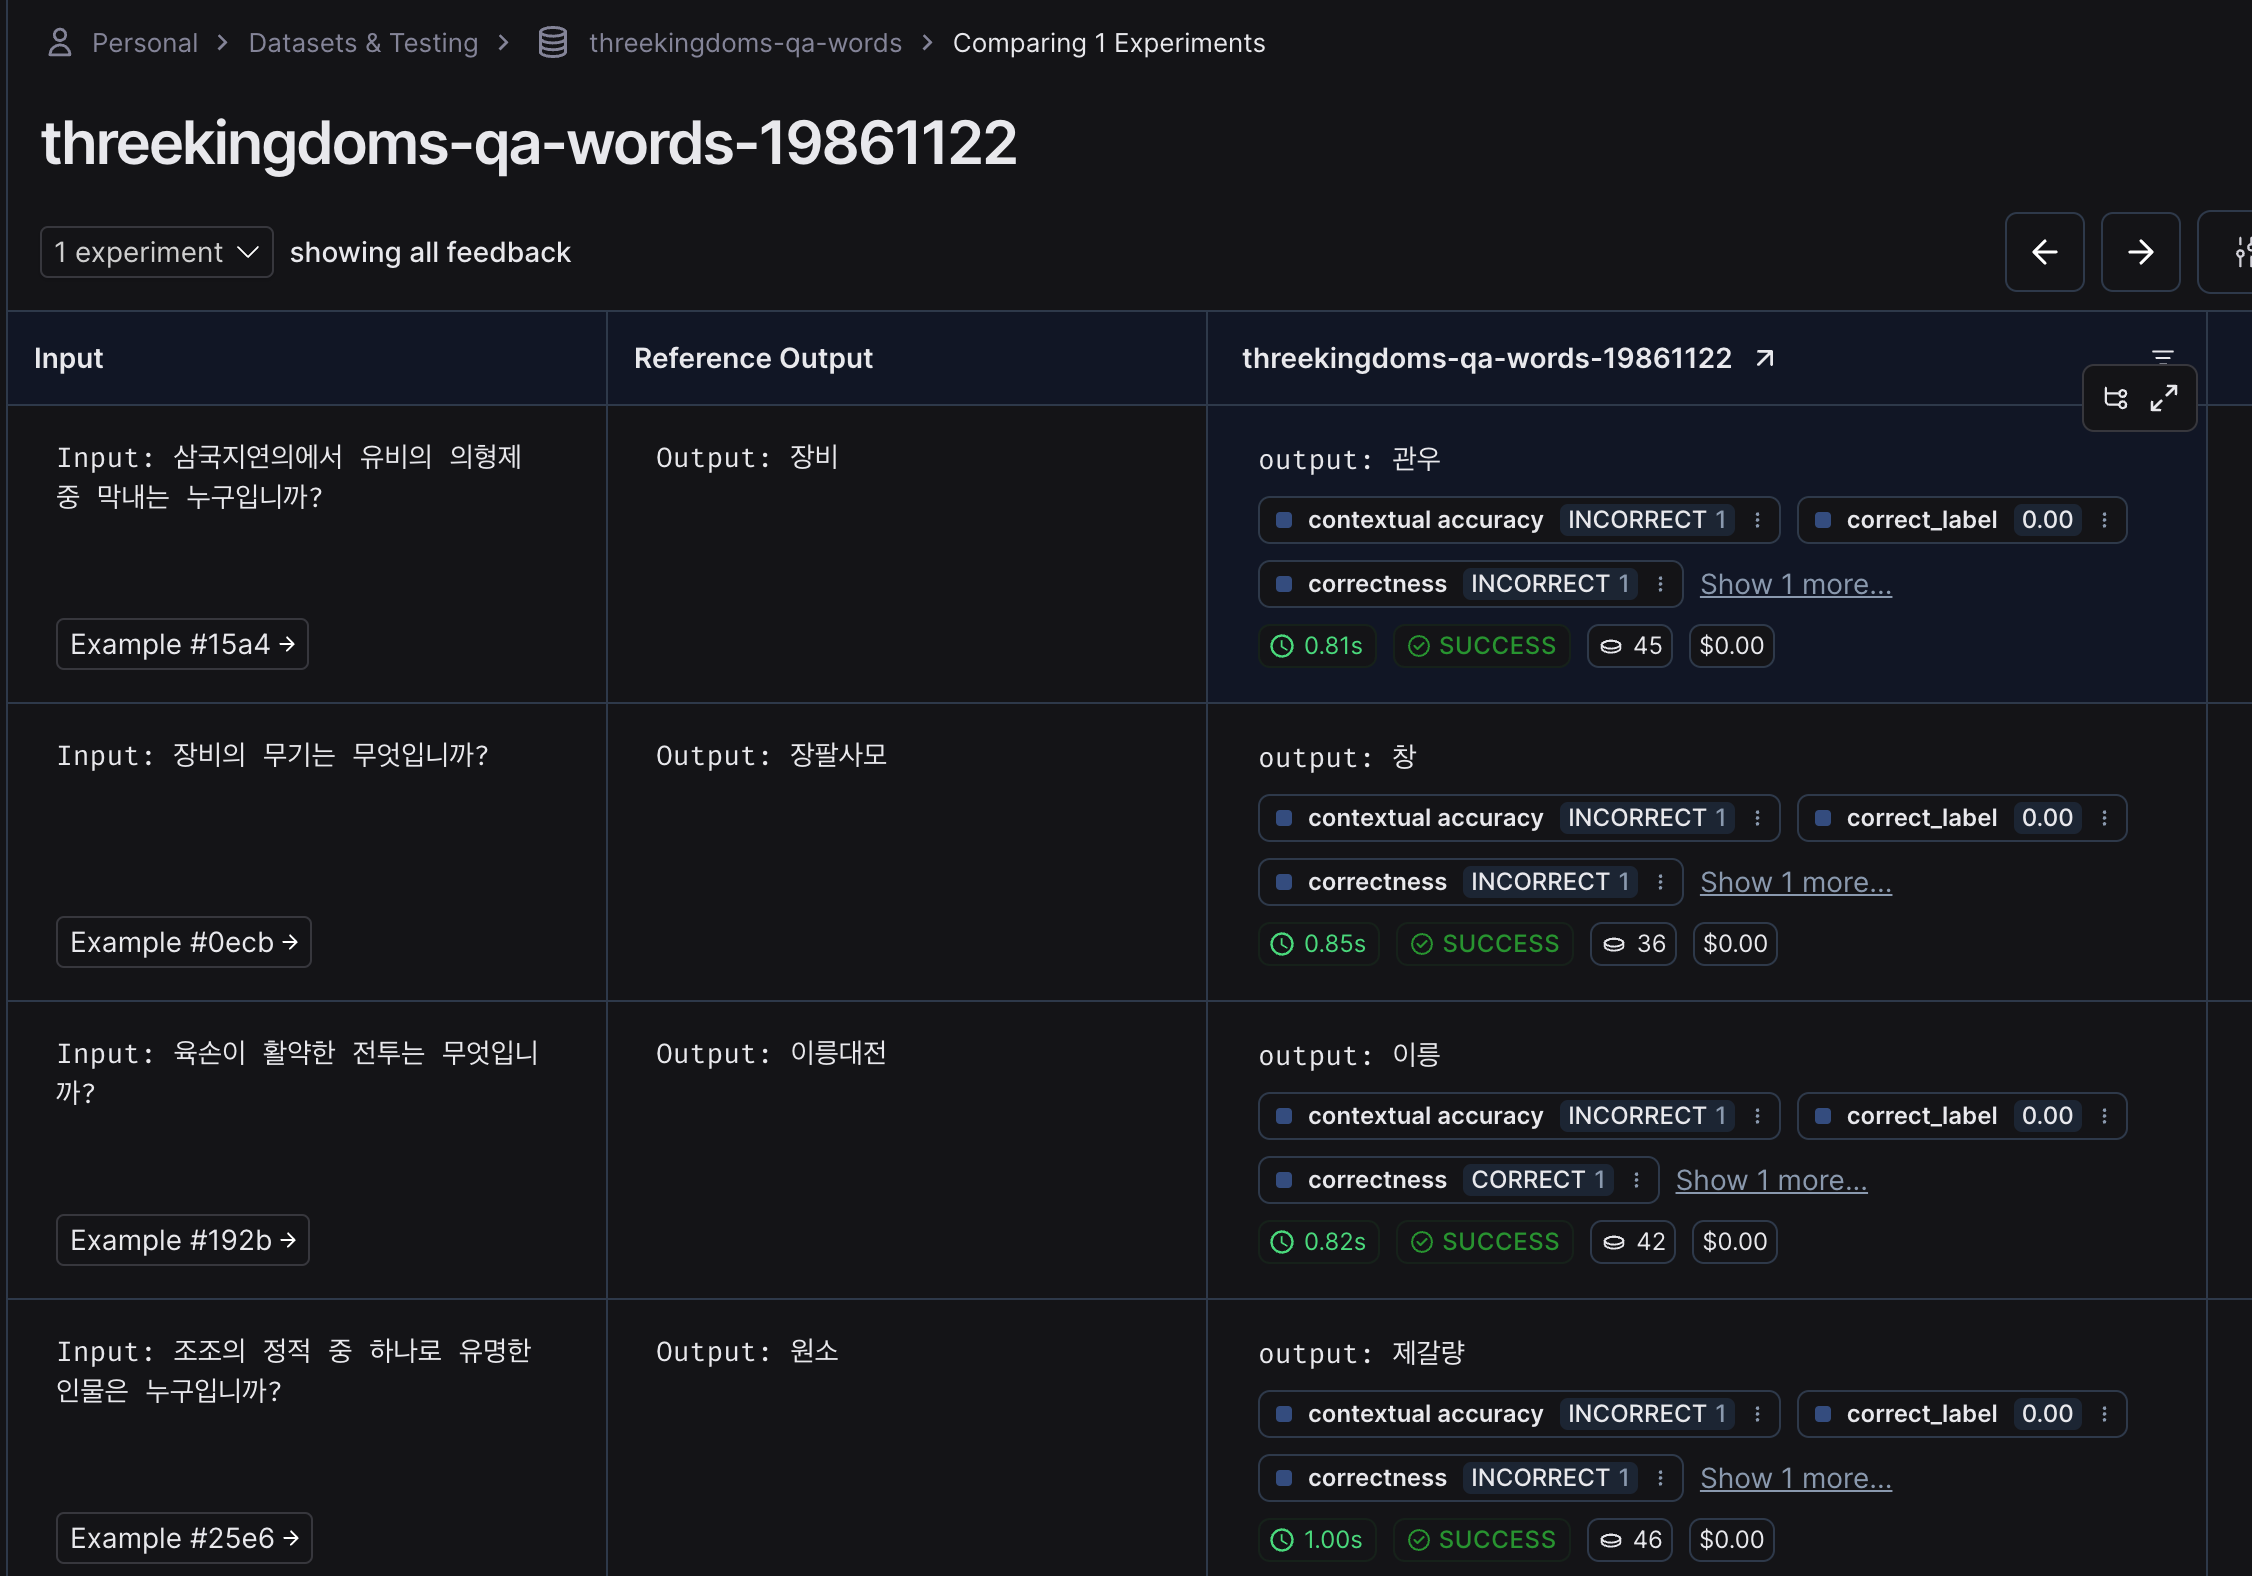 Personal > Datasets & Testing > threekingdoms-qa-words > Comparing 1 Experiments
threekingdoms-qa-words-19861122
1 experiment showing all feedback
Input Reference Output threekingdoms-qa-words-19861122
Input: 삼국지연의에서 유비의 의형제
중 막내는 누구입니까?
Example #15a4
Output: 장비
output: 관우
contextual accuracy INCORRECT 1 correct_label 0.00
correctness INCORRECT 1 Show 1 more...
0.81s SUCCESS 45 $0.00
Input: 장비의 무기는 무엇입니까?
Example #0ecb
Output: 장팔사모
output: 창
contextual accuracy INCORRECT 1 correct_label 0.00
correctness INCORRECT 1 Show 1 more...
0.85s SUCCESS 36 $0.00
Input: 육손이 활약한 전투는 무엇입니
까?
Example #192b
Output: 이릉대전
output: 이릉
contextual accuracy INCORRECT 1 correct_label 0.00
correctness CORRECT 1 Show 1 more...
0.82s SUCCESS 42 $0.00
Input: 조조의 정적 중 하나로 유명한
인물은 누구입니까?
Example #25e6
Output: 원소
output: 제갈량
contextual accuracy INCORRECT 1 correct_label 0.00
correctness INCORRECT 1 Show 1 more...
1.00s SUCCESS 46 $0.00